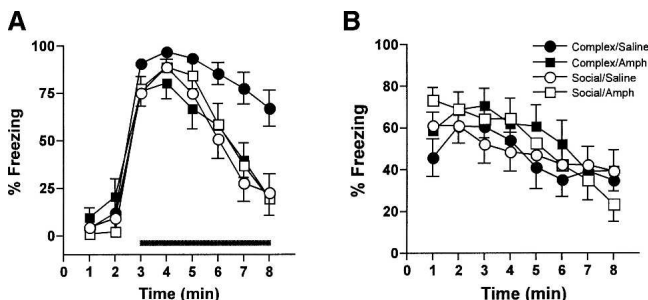 A
% Freezing
100
75
50
25
0
0 1 2 3 4 5 6 7 8
Time (min)
B
% Freezing
100
80
60
40
20
0
0 1 2 3 4 5 6 7 8
Time (min)
Complex/Saline
Complex/Amph
Social/Saline
Social/Amph